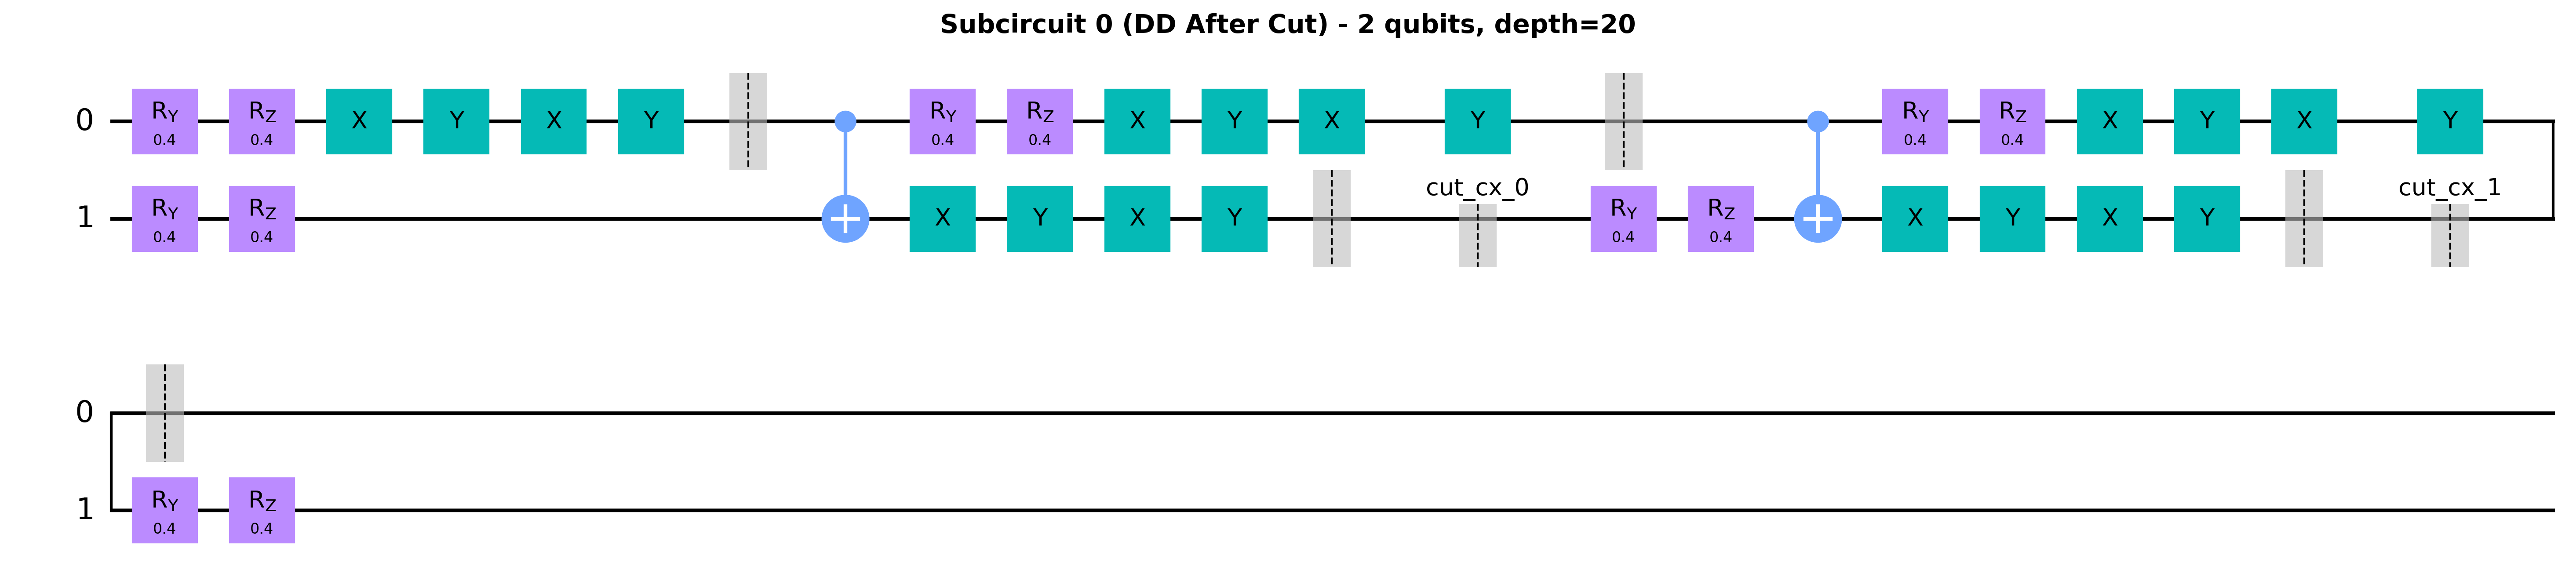 Subcircuit 0 (DD After Cut) - 2 qubits, depth=20
0 R_Y 0.4 R_Z 0.4 X Y X Y R_Y 0.4 R_Z 0.4 X Y X Y R_Y 0.4 R_Z 0.4 X Y X Y
cut_cx_0 cut_cx_1
1 R_Y 0.4 R_Z 0.4 X Y X Y R_Y 0.4 R_Z 0.4 X Y X Y
0
1 R_Y 0.4 R_Z 0.4